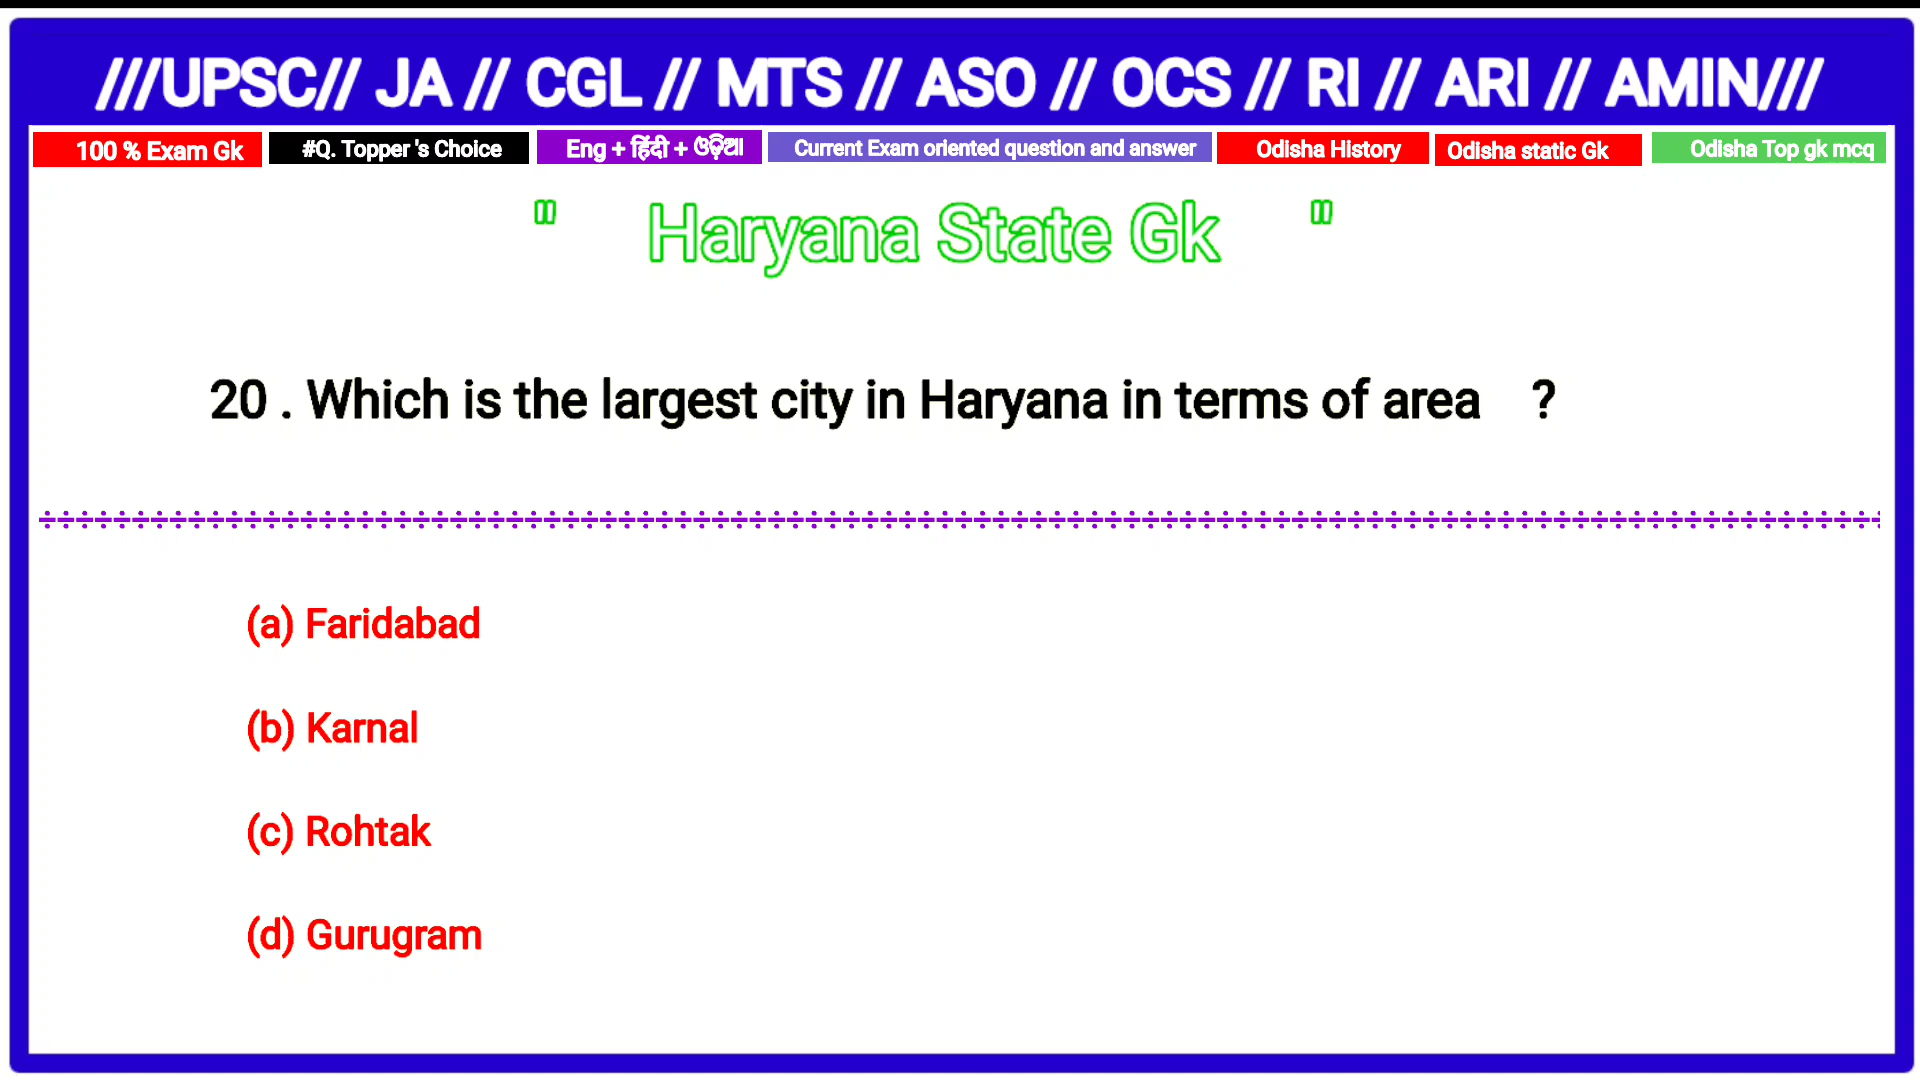 ///UPSC// JA // CGL // MTS // ASO // OCS // RI // ARI // AMIN///
100 % Exam Gk #Q. Topper 's Choice Eng + हिंदी + ଓଡ଼ିଆ Current Exam oriented question and answer Odisha History Odisha static Gk Odisha Top gk mcq
" Haryana State Gk "
20 . Which is the largest city in Haryana in terms of area ?
(a) Faridabad
(b) Karnal
(c) Rohtak
(d) Gurugram